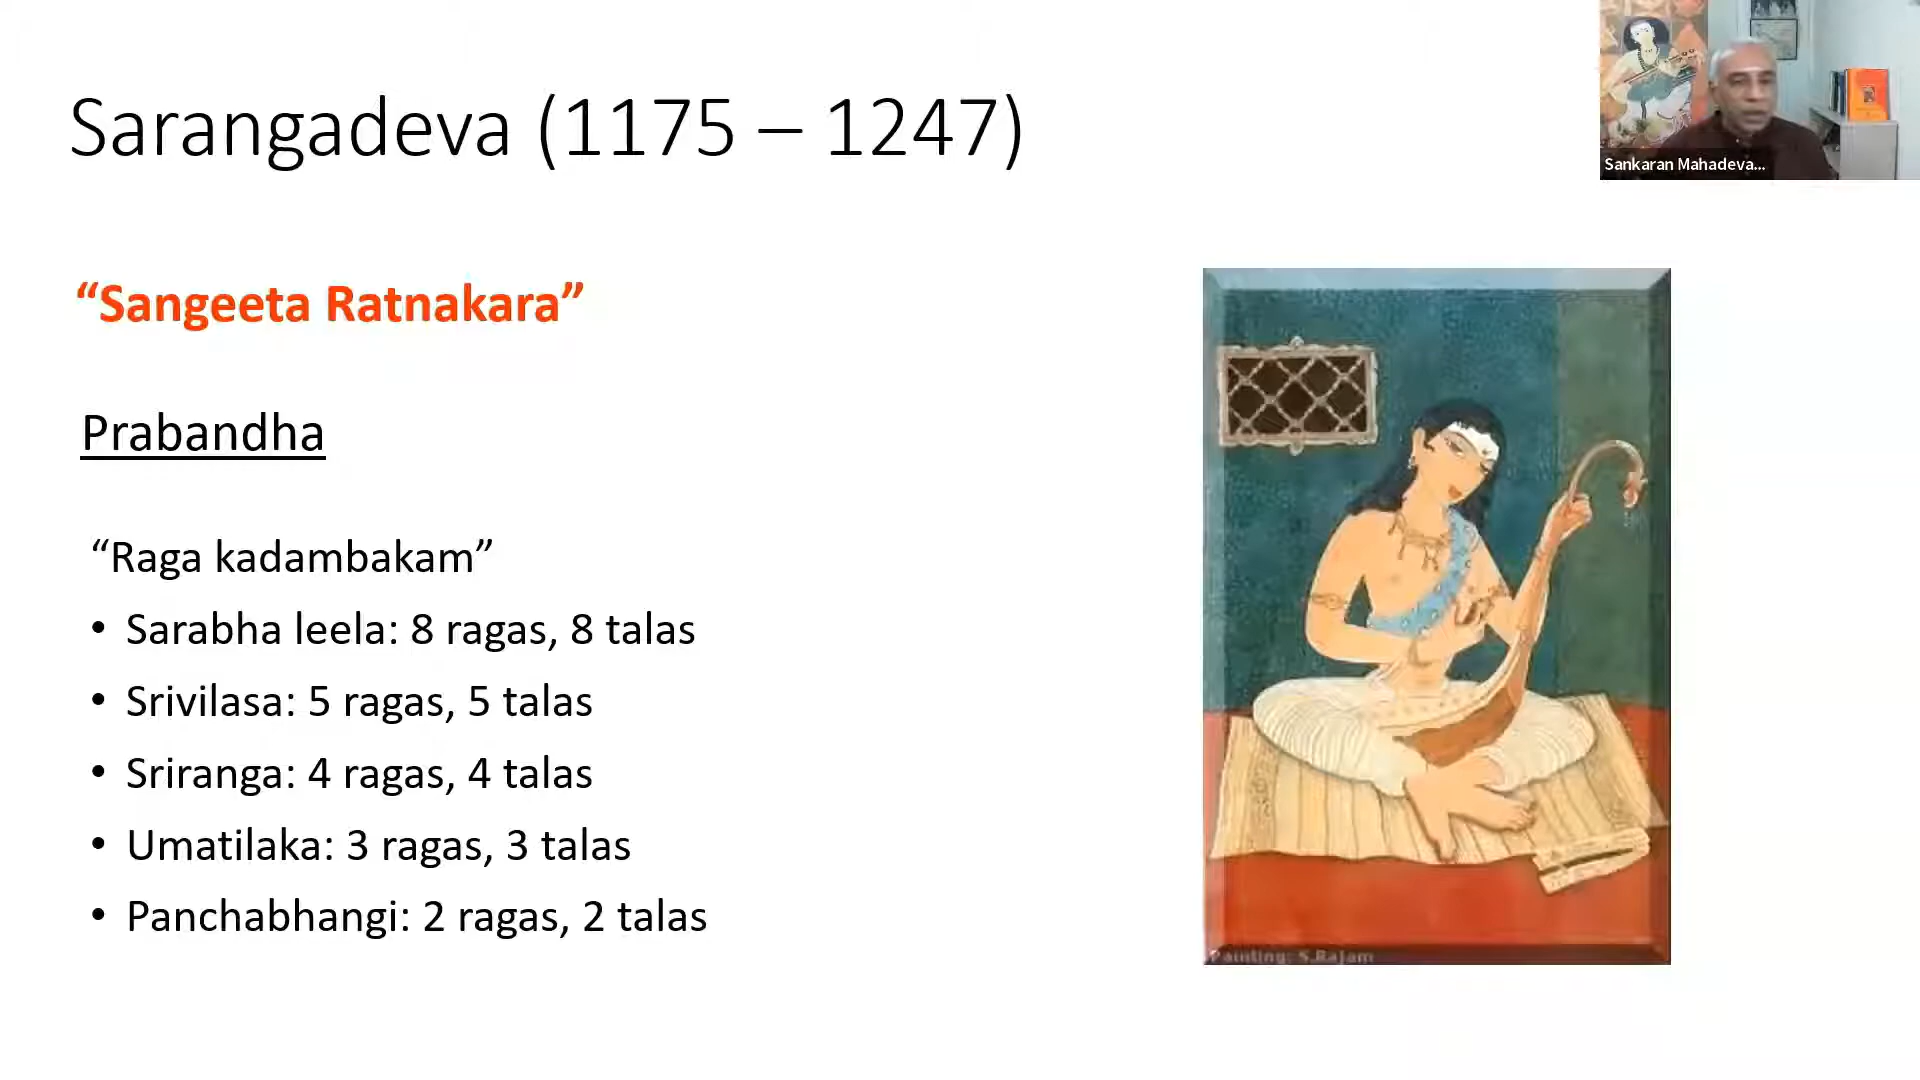 Sarangadeva (1175 – 1247)
Sankaran Mahadeva...
“Sangeeta Ratnakara”
Prabandha
“Raga kadambakam”
• Sarabha leela: 8 ragas, 8 talas
• Srivilasa: 5 ragas, 5 talas
• Sriranga: 4 ragas, 4 talas
• Umatilaka: 3 ragas, 3 talas
• Panchabhangi: 2 ragas, 2 talas
Painting: S.Rajam